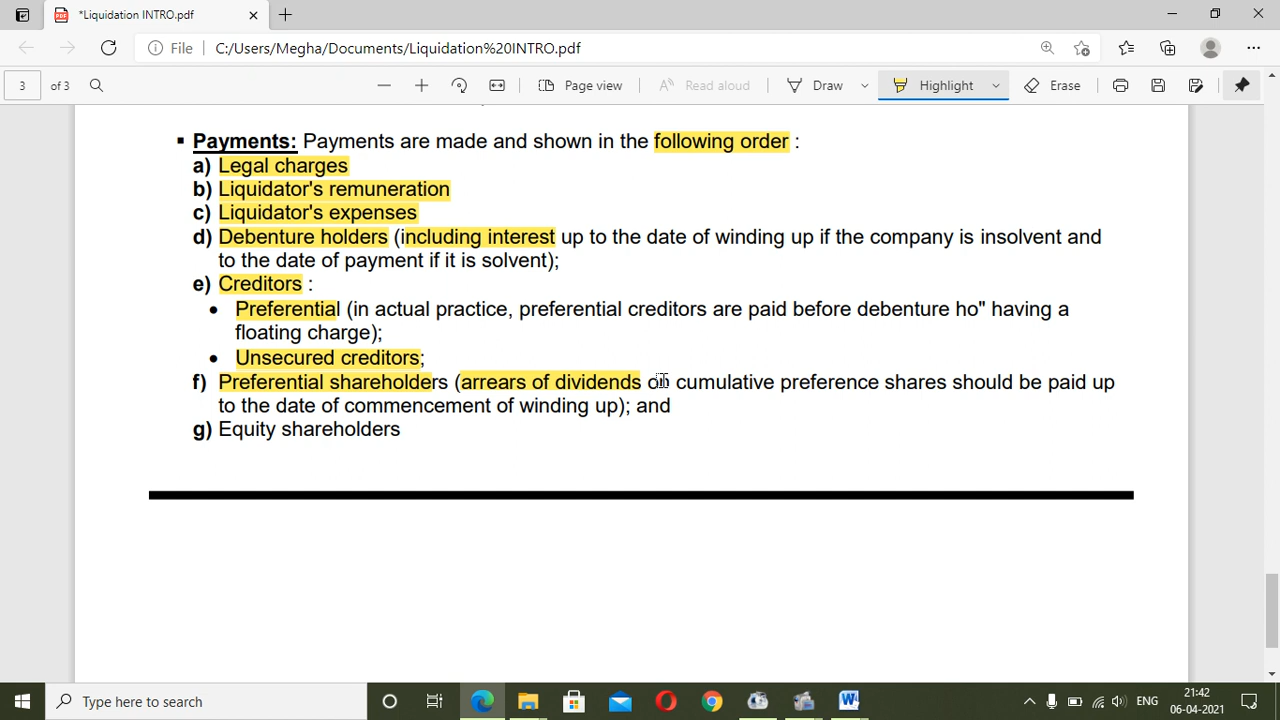 *Liquidation INTRO.pdf
File
C:/Users/Megha/Documents/Liquidation%20INTRO.pdf
3 of 3
Page view
Read aloud
Draw
Highlight
Erase
▪ Payments: Payments are made and shown in the following order :
a) Legal charges
b) Liquidator's remuneration
c) Liquidator's expenses
d) Debenture holders (including interest up to the date of winding up if the company is insolvent and
to the date of payment if it is solvent);
e) Creditors :
• Preferential (in actual practice, preferential creditors are paid before debenture ho" having a
floating charge);
• Unsecured creditors;
f) Preferential shareholders (arrears of dividends on cumulative preference shares should be paid up
to the date of commencement of winding up); and
g) Equity shareholders
Type here to search
ENG
21:42
06-04-2021